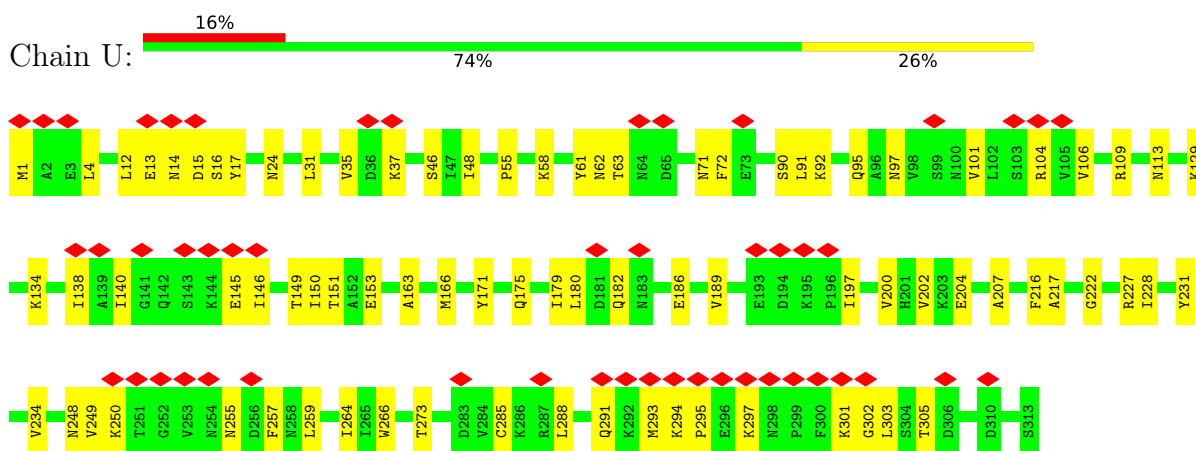 16%
Chain U:
74% 26%
M1 A2 E3 L4 L12 E13 N14 D15 S16 Y17 N24 L31 V35 D36 K37 S46 I47 I48 P55 K58 Y61 N62 T63 N64 D65 N71 F72 E73 S90 L91 K92 Q95 A96 N97 V98 S99 N100 V101 L102 S103 R104 V105 V106 R109 N113 K129
K134 I138 A139 I140 G141 Q142 S143 K144 E145 I146 T149 I150 T151 A152 E153 A163 M166 Y171 Q175 I179 L180 D181 Q182 N183 E186 V189 E193 D194 K195 P196 I197 V200 H201 V202 K203 E204 A207 F216 A217 G222 R227 I228 Y231
V234 N248 V249 K250 T251 G252 V253 N254 N255 D256 F257 N258 L259 I264 I265 W266 T273 D283 V284 C285 K286 R287 L288 Q291 K292 M293 K294 P295 E296 K297 N298 P299 F300 K301 G302 L303 S304 T305 D306 D310 S313